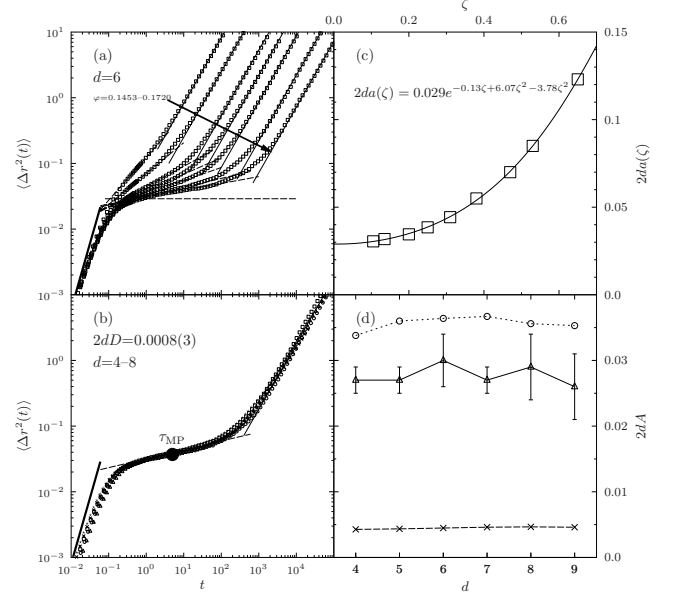 ζ
0.0 0.2 0.4 0.6
10¹
10⁰
10⁻¹
10⁻²
10⁻³
⟨Δr²(t)⟩
(a)
d=6
φ=0.1453–0.1720
(c)
2da(ζ) = 0.029e^{−0.13ζ+6.07ζ²−3.78ζ³}
0.15
0.1
0.05
0.0
2da(ζ)
10⁰
10⁻¹
10⁻²
10⁻³
⟨Δr²(t)⟩
(b)
2dD=0.0008(3)
d=4–8
τMP
10⁻² 10⁻¹ 10⁰ 10¹ 10² 10³ 10⁴
t
(d)
0.03
0.02
0.01
0.0
2dA
4 5 6 7 8 9
d